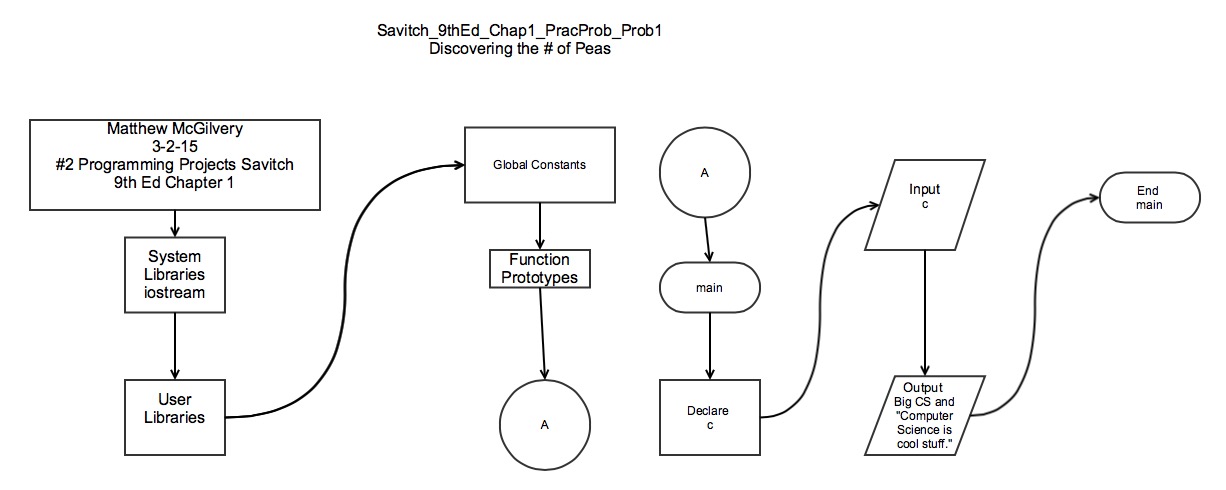 Savitch_9thEd_Chap1_PracProb_Prob1
Discovering the # of Peas
Matthew McGilvery
3-2-15
#2 Programming Projects Savitch
9th Ed Chapter 1
System
Libraries
iostream
User
Libraries
Global Constants
Function
Prototypes
A
A
main
Declare
c
Input
c
Output
Big CS and
"Computer
Science is
cool stuff."
End
main